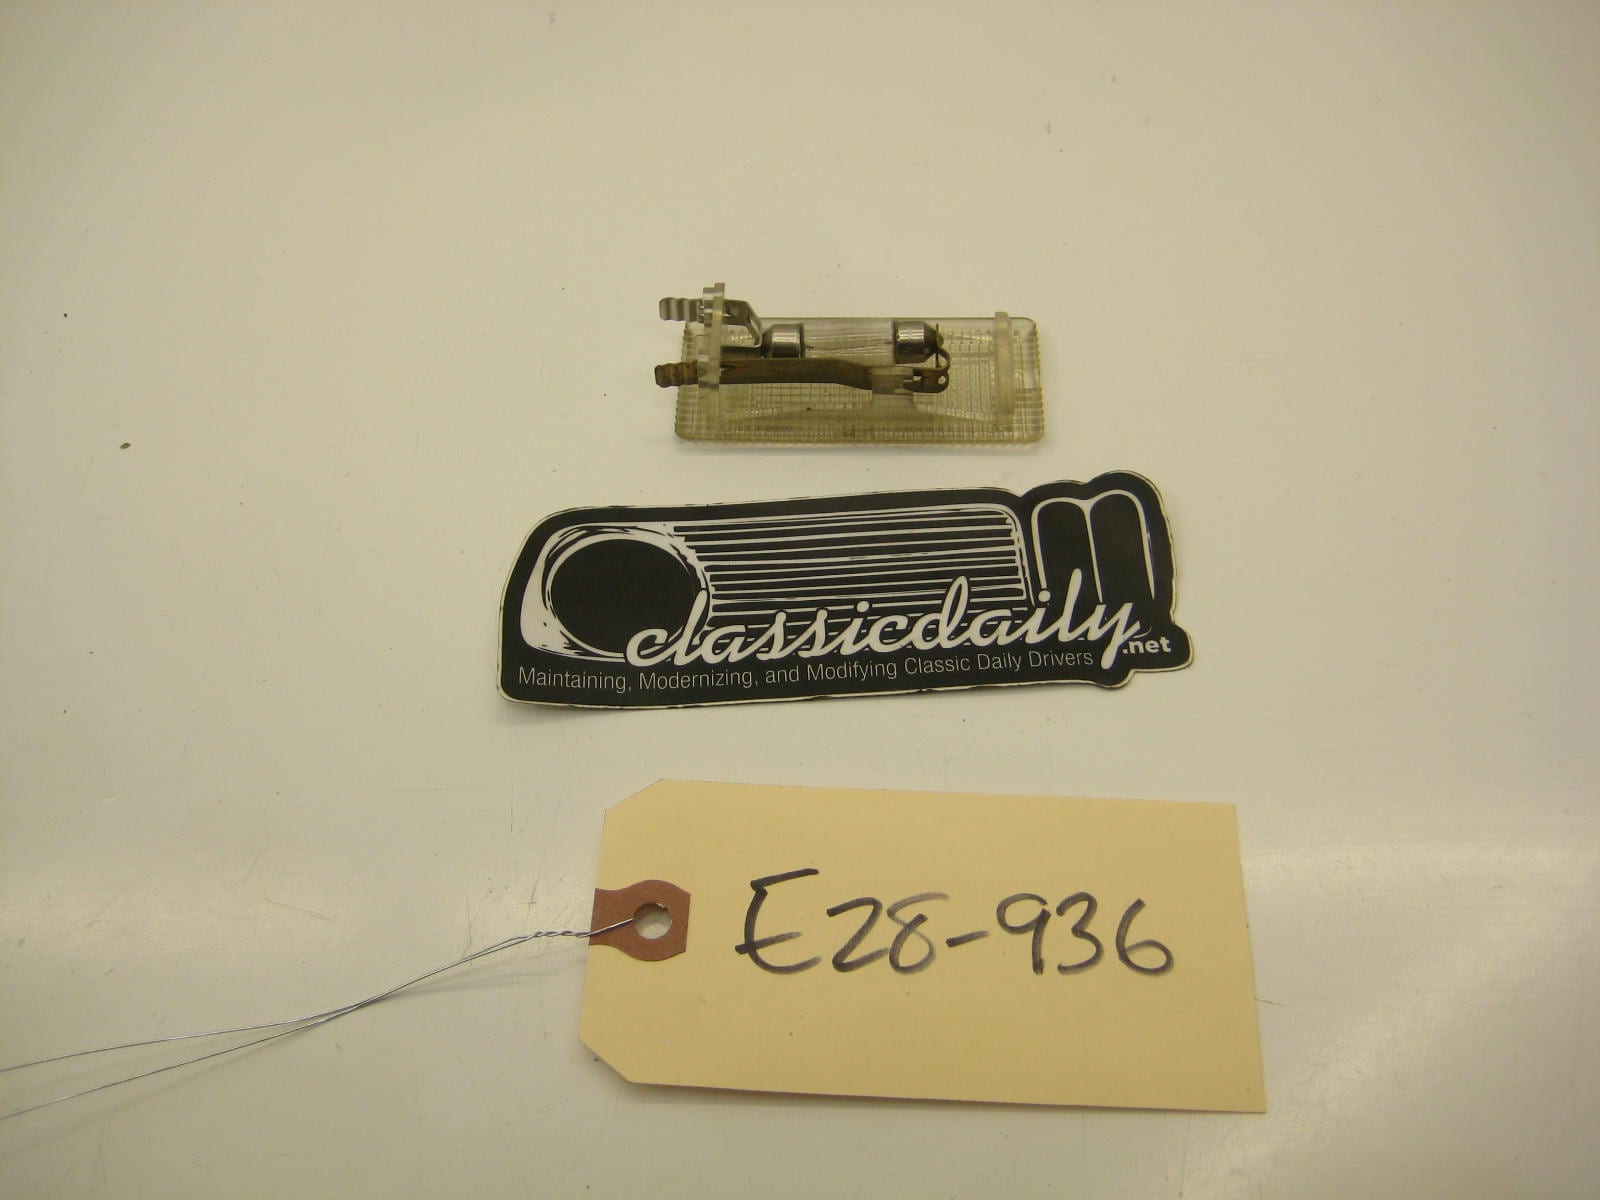 classicdaily.net
Maintaining, Modernizing, and Modifying Classic Daily Drivers
E28-936